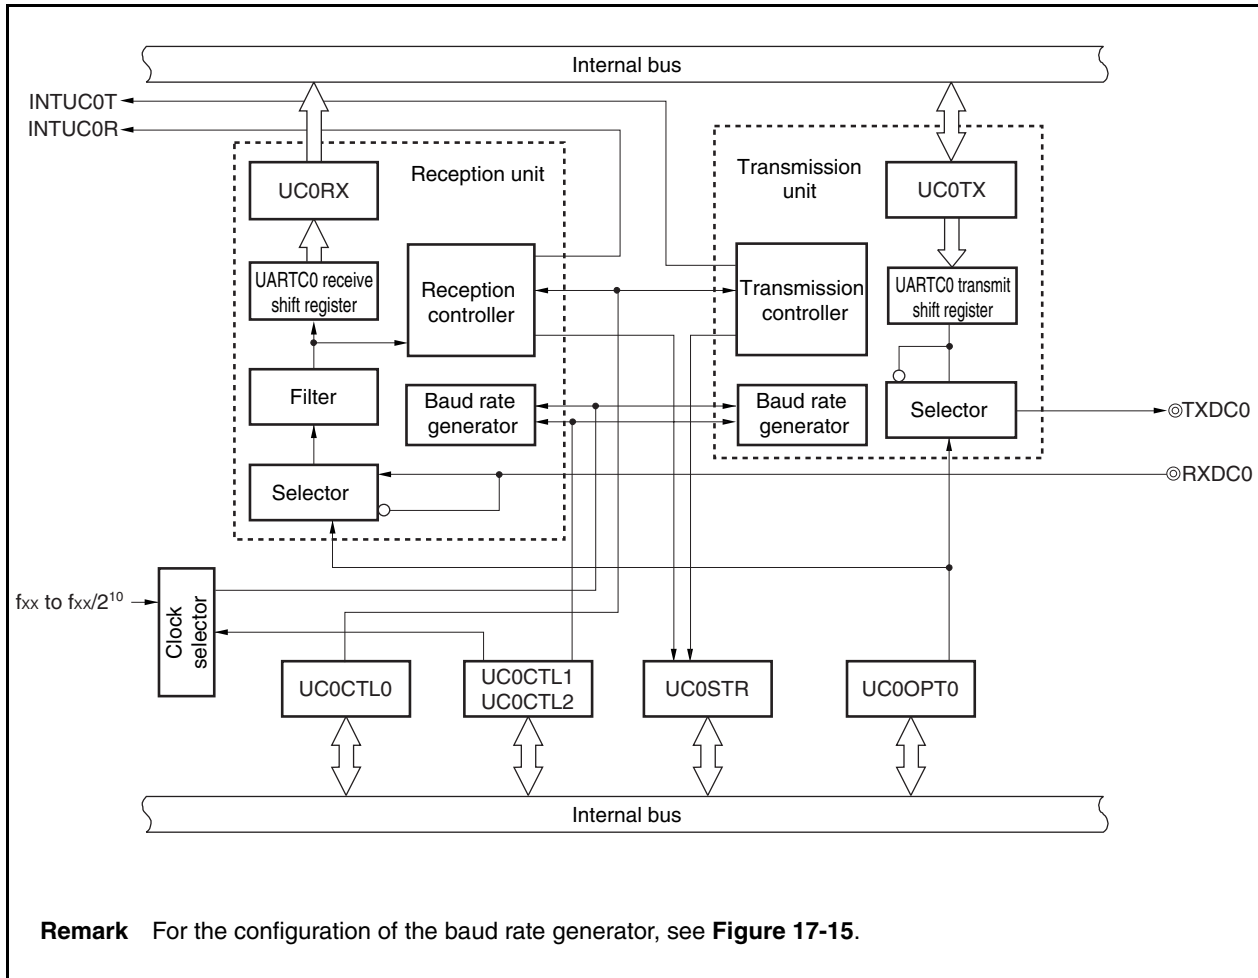 Internal bus
INTUC0T
INTUC0R
Reception unit
Transmission
unit
UC0RX
UC0TX
UARTC0 receive
shift register
Reception
controller
Transmission
controller
UARTC0 transmit
shift register
Filter
Baud rate
generator
Baud rate
generator
Selector
TXDC0
Selector
RXDC0
fxx to fxx/2¹⁰
Clock
selector
UC0CTL0
UC0CTL1
UC0CTL2
UC0STR
UC0OPT0
Internal bus
Remark For the configuration of the baud rate generator, see Figure 17-15.